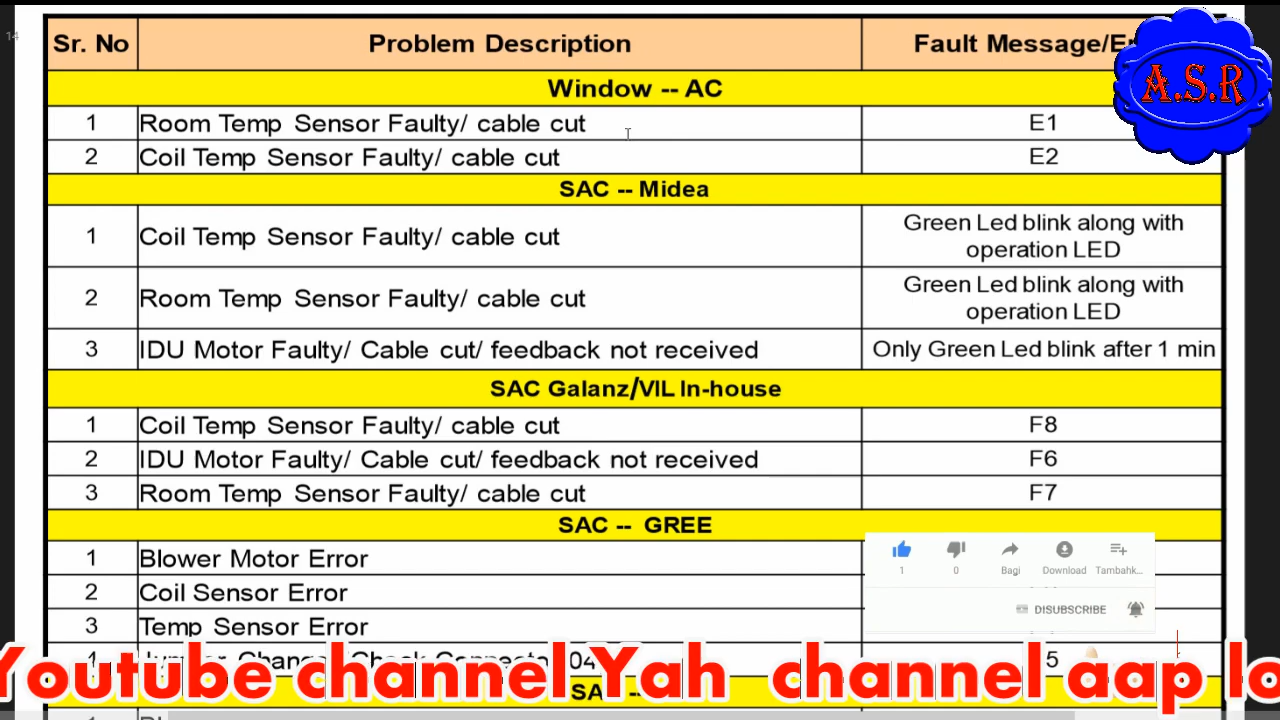 14
Sr. No Problem Description Fault Message/Er
A.S.R
Window -- AC
1 Room Temp Sensor Faulty/ cable cut E1
2 Coil Temp Sensor Faulty/ cable cut E2
SAC -- Midea
1 Coil Temp Sensor Faulty/ cable cut Green Led blink along with
operation LED
2 Room Temp Sensor Faulty/ cable cut Green Led blink along with
operation LED
3 IDU Motor Faulty/ Cable cut/ feedback not received Only Green Led blink after 1 min
SAC Galanz/VIL In-house
1 Coil Temp Sensor Faulty/ cable cut F8
2 IDU Motor Faulty/ Cable cut/ feedback not received F6
3 Room Temp Sensor Faulty/ cable cut F7
SAC -- GREE
1 Blower Motor Error
2 Coil Sensor Error
3 Temp Sensor Error
1 0 Bagi Download Tambahk...
DISUBSCRIBE
Youtube channel Yah channel aap lo
SAC --